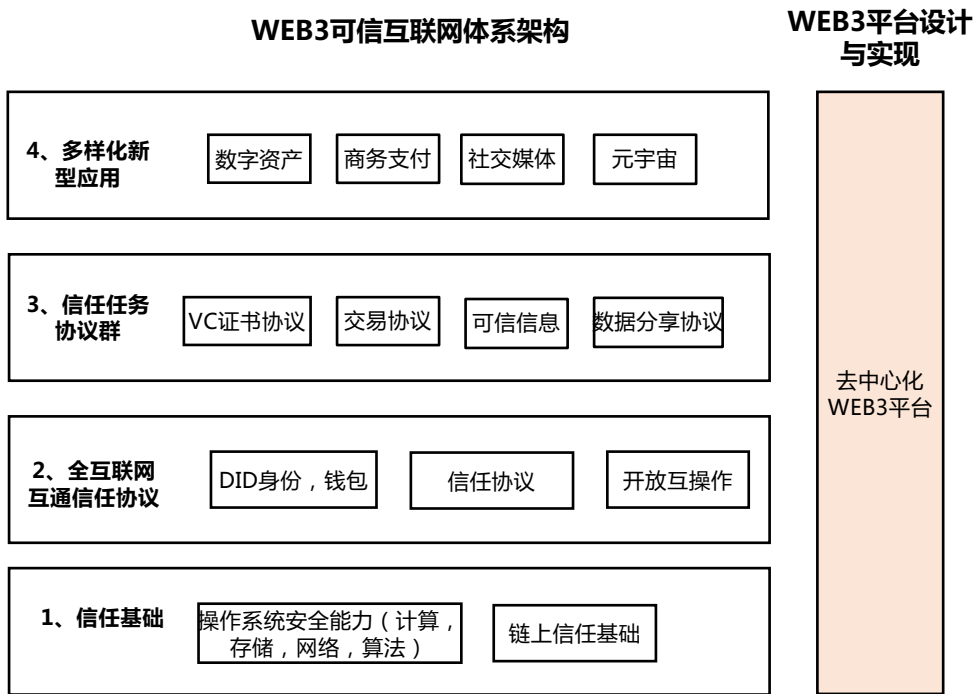 WEB3可信互联网体系架构
WEB3平台设计
与实现
4、多样化新
型应用
数字资产
商务支付
社交媒体
元宇宙
3、信任任务
协议群
VC证书协议
交易协议
可信信息
数据分享协议
去中心化
WEB3平台
2、全互联网
互通信任协议
DID身份，钱包
信任协议
开放互操作
1、信任基础
操作系统安全能力（计算，
存储，网络，算法）
链上信任基础